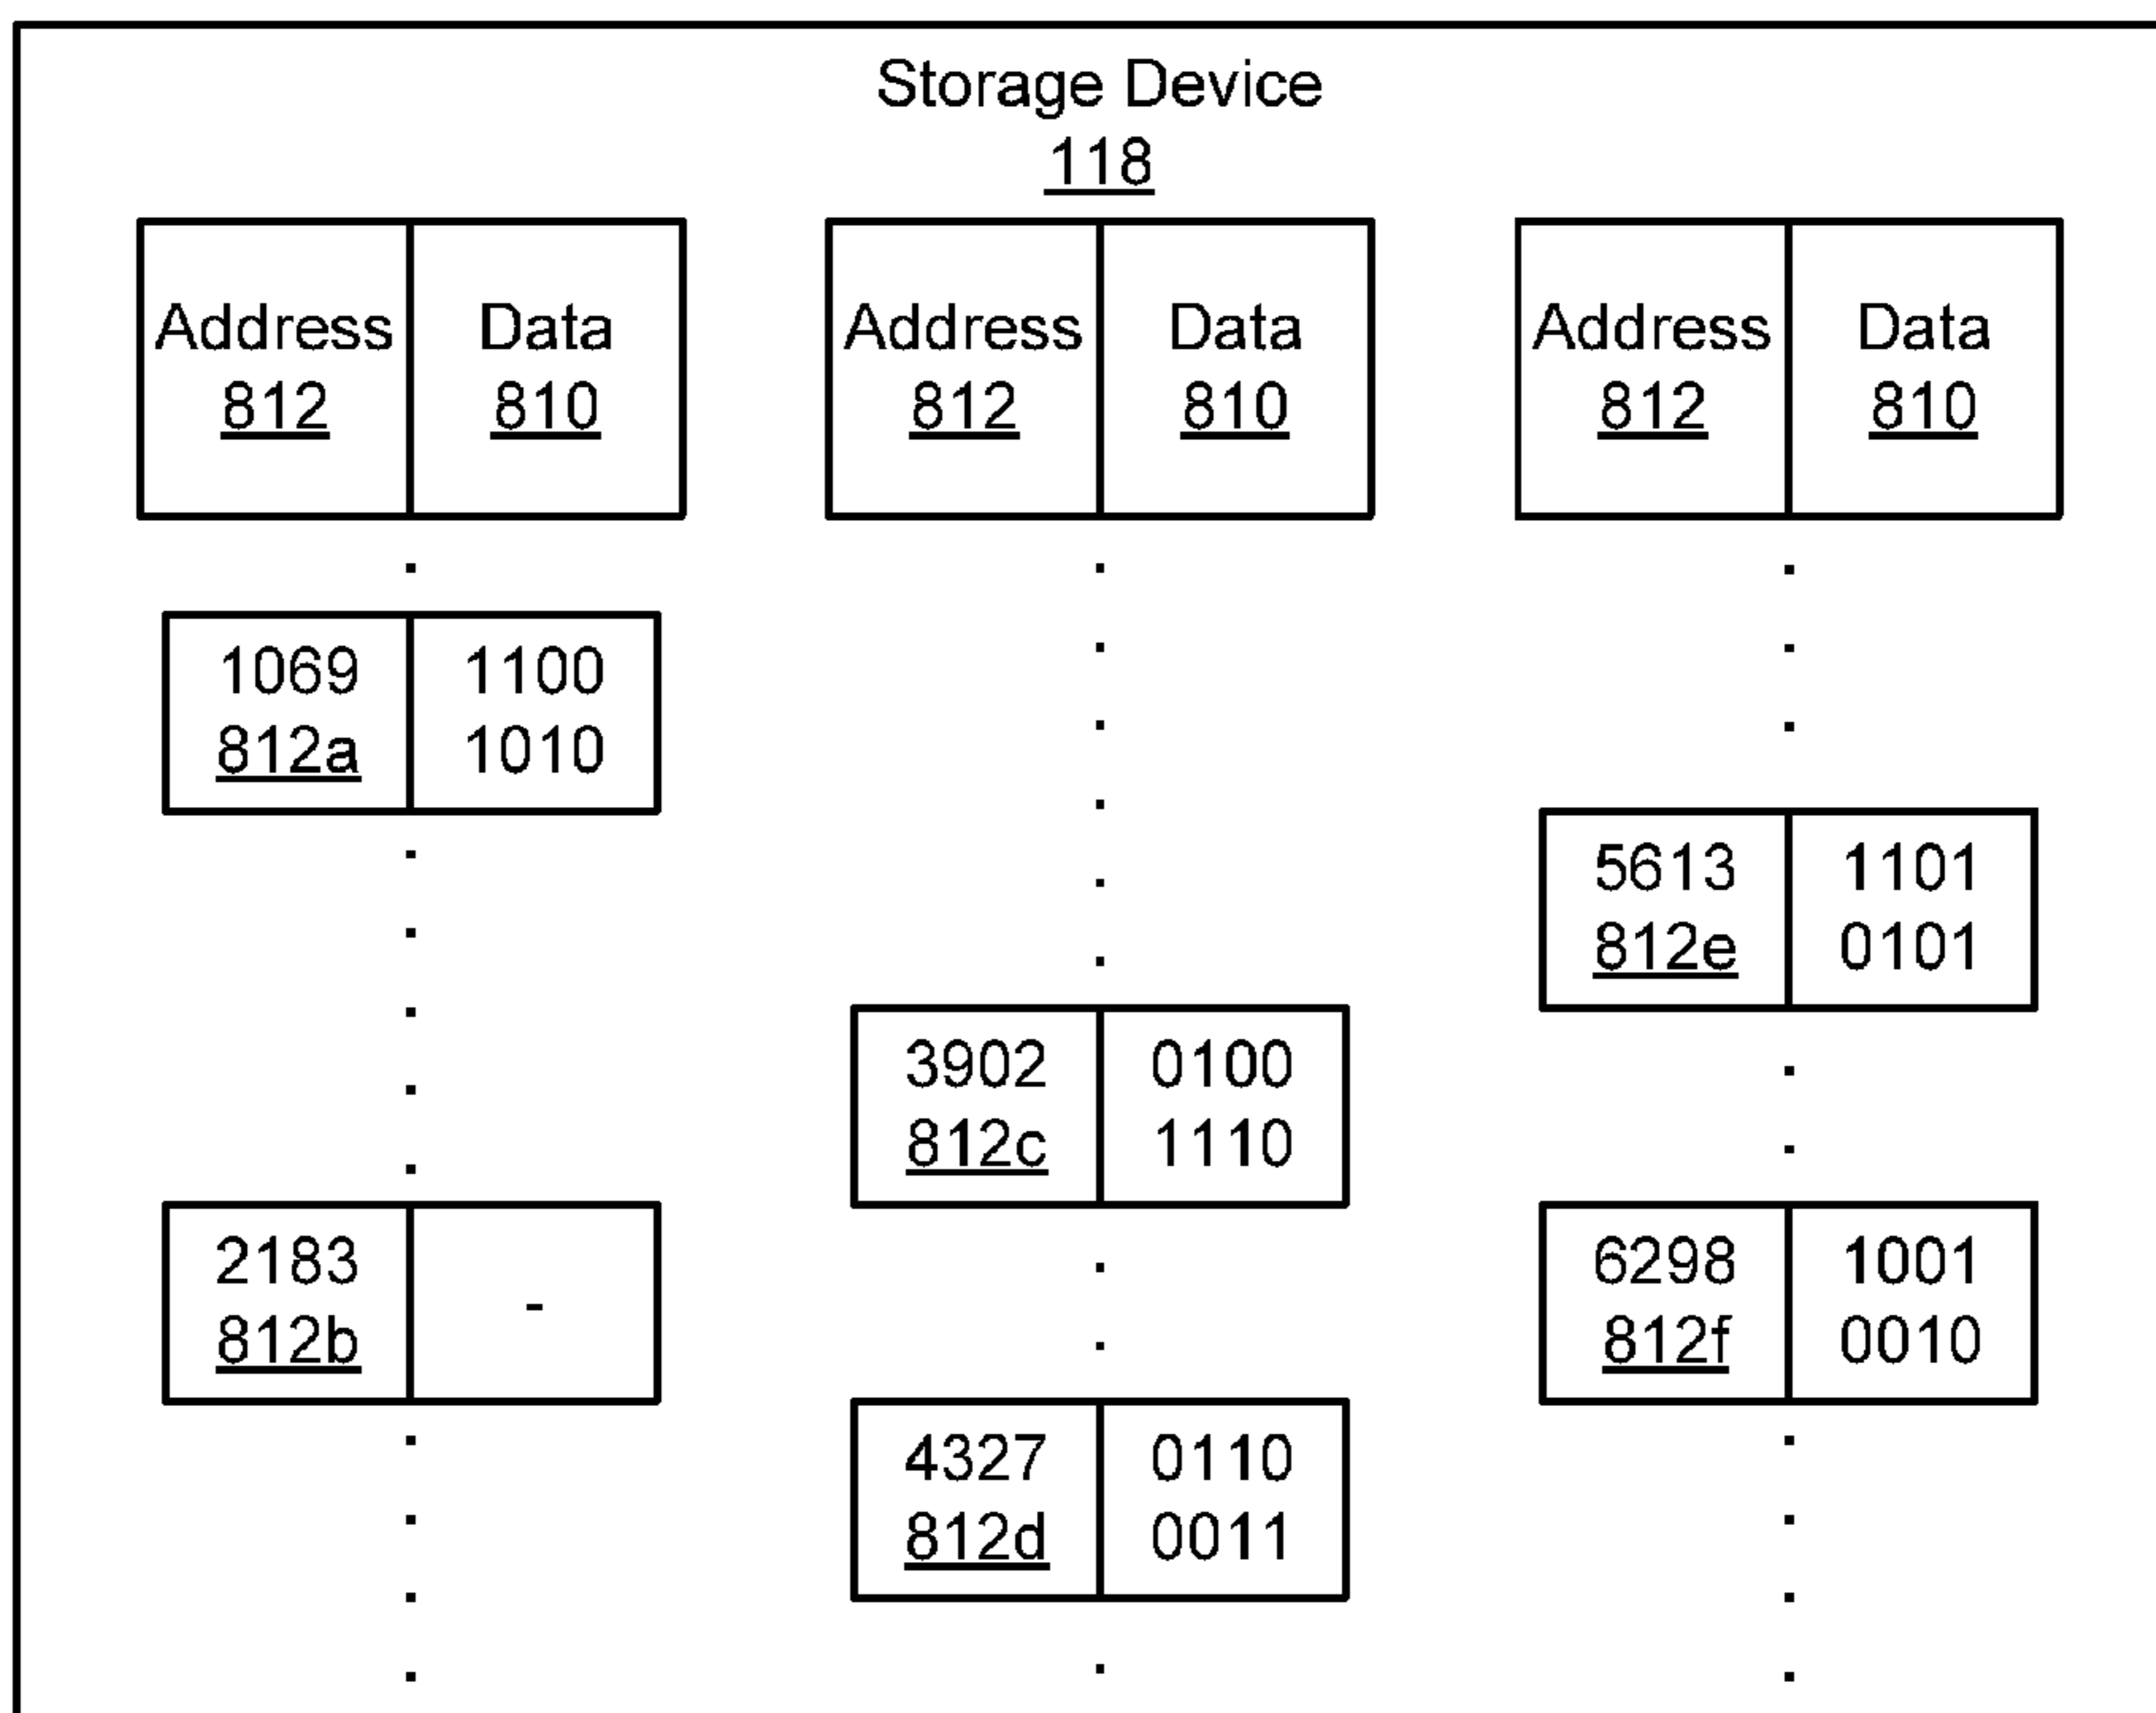 Storage Device
118
Address
812
Data
810
Address
812
Data
810
Address
812
Data
810
1069
812a
1100
1010
2183
812b
-
3902
812c
0100
1110
4327
812d
0110
0011
5613
812e
1101
0101
6298
812f
1001
0010